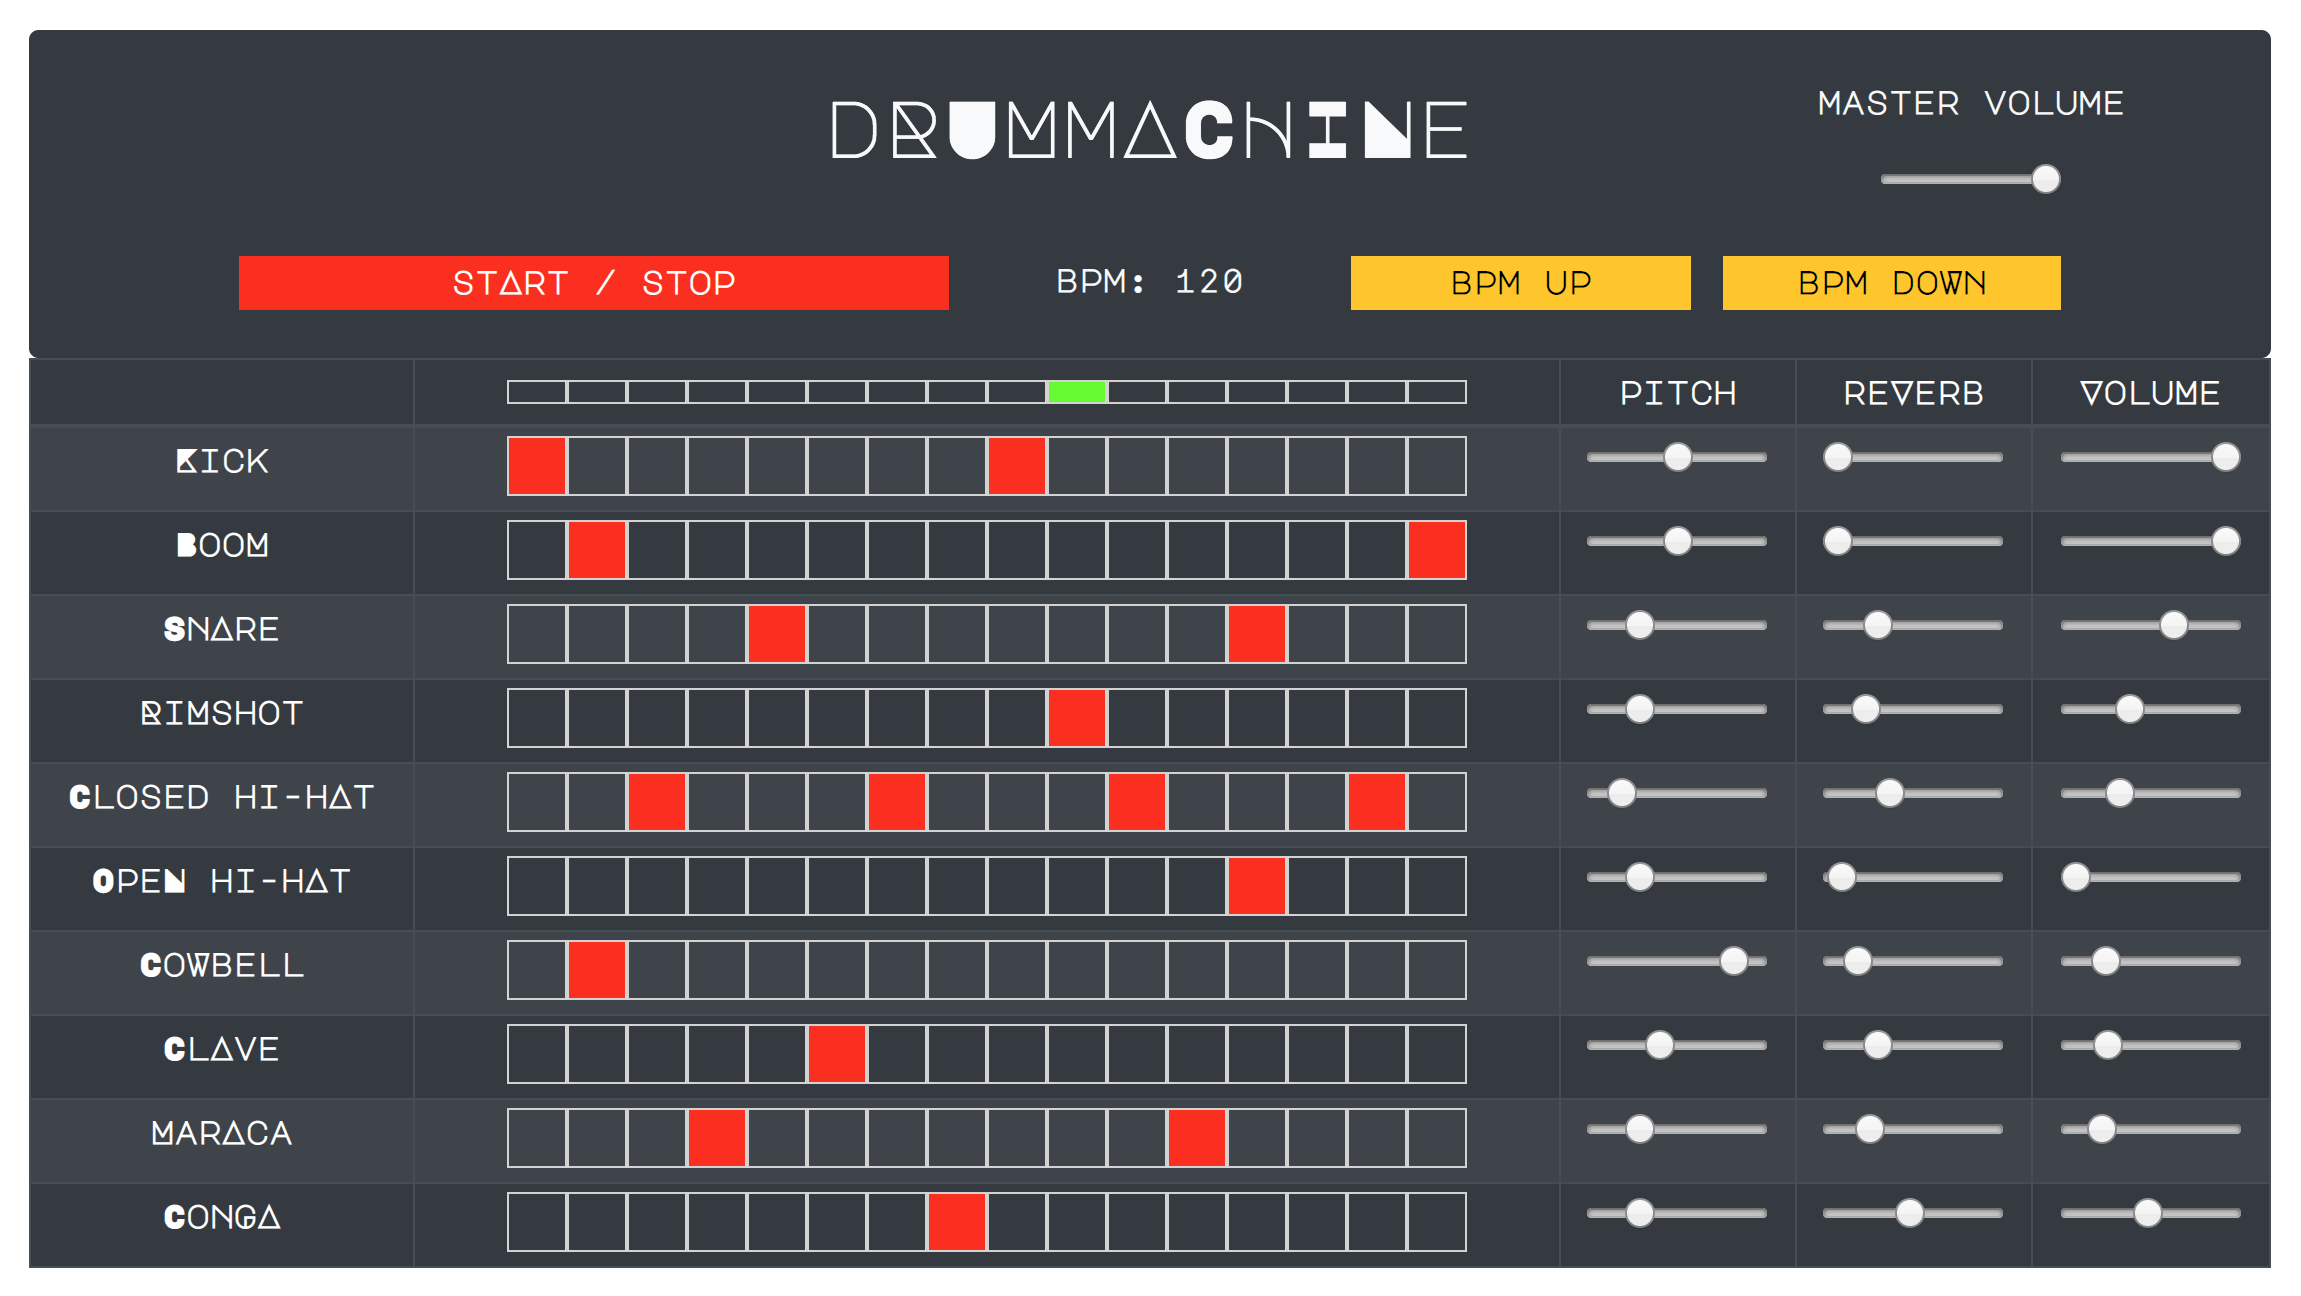 DRUMMACHINE
MASTER VOLUME
START / STOP
BPM: 120
BPM UP
BPM DOWN
PITCH
REVERB
VOLUME
KICK
BOOM
SNARE
RIMSHOT
CLOSED HI-HAT
OPEN HI-HAT
COWBELL
CLAVE
MARACA
CONGA